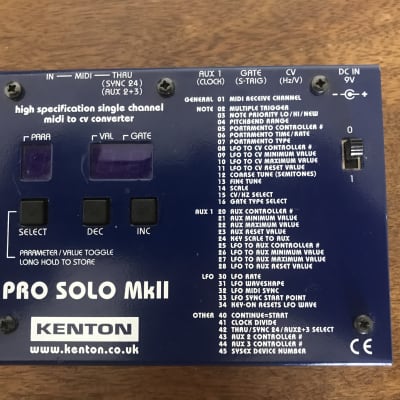 IN — MIDI — THRU
(SYNC 24)
(AUX 2+3)
AUX 1
(CLOCK)
GATE
(S-TRIG)
CV
(Hz/V)
DC IN
9V
- +
high specification single channel
midi to cv converter
PARA
VAL
GATE
SELECT
DEC
INC
PARAMETER/VALUE TOGGLE
LONG HOLD TO STORE
PRO SOLO MkII
KENTON
www.kenton.co.uk
GENERAL 01 MIDI RECEIVE CHANNEL
NOTE 02 MULTIPLE TRIGGER
03 NOTE PRIORITY LO/HI/NEW
04 PITCHBEND RANGE
05 PORTAMENTO CONTROLLER #
06 PORTAMENTO TIME/RATE
07 PORTAMENTO TYPE
08 LFO TO CV CONTROLLER #
09 LFO TO CV MINIMUM VALUE
10 LFO TO CV MAXIMUM VALUE
11 LFO TO CV RESET VALUE
12 COARSE TUNE (SEMITONES)
13 FINE TUNE
14 SCALE
15 CV/HZ SELECT
16 GATE TYPE SELECT
AUX 1 20 AUX CONTROLLER #
21 AUX MINIMUM VALUE
22 AUX MAXIMUM VALUE
23 AUX RESET VALUE
24 KEY SCALE TO AUX
25 LFO TO AUX CONTROLLER #
26 LFO TO AUX MINIMUM VALUE
27 LFO TO AUX MAXIMUM VALUE
28 LFO TO AUX RESET VALUE
LFO 30 LFO RATE
31 LFO WAVESHAPE
32 LFO MIDI SYNC
33 LFO SYNC START POINT
34 KEY-ON RESETS LFO WAVE
OTHER 40 CONTINUE=START
41 CLOCK DIVIDE
42 THRU/SYNC 24/AUX2+3 SELECT
43 AUX 2 CONTROLLER #
44 AUX 3 CONTROLLER #
45 SYSEX DEVICE NUMBER
0
1
CE